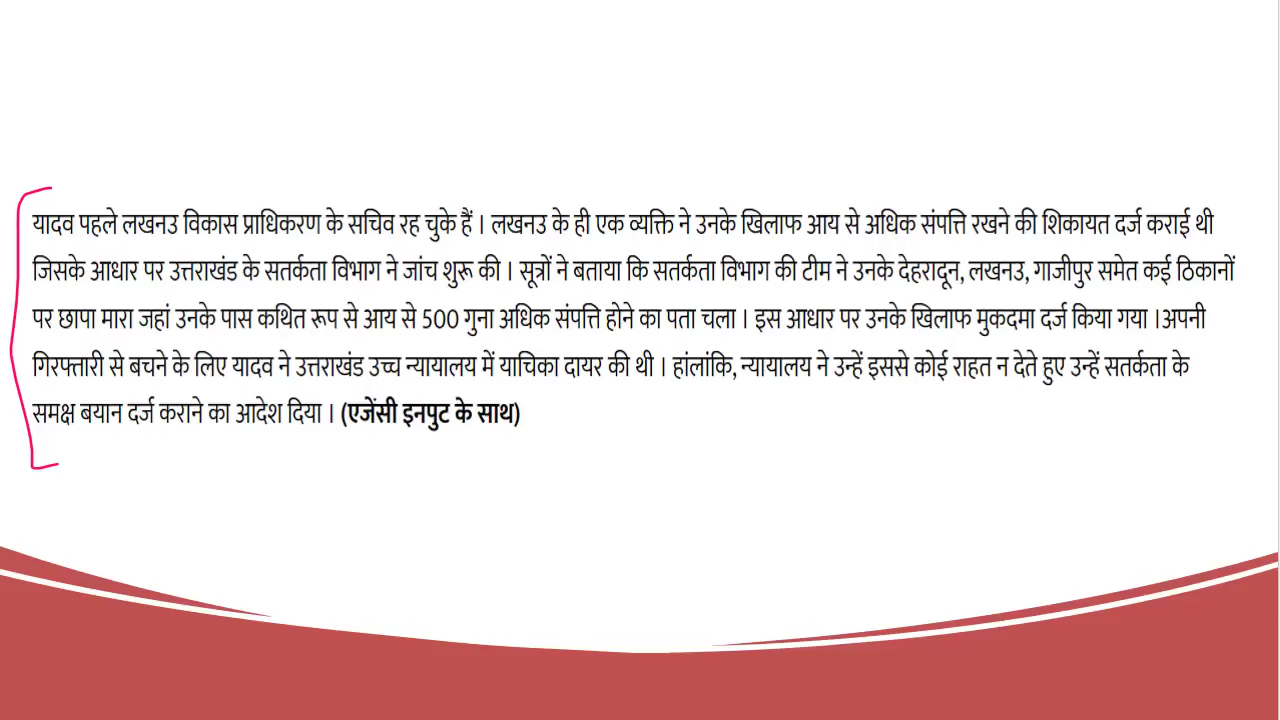 यादव पहले लखनउ विकास प्राधिकरण के सचिव रह चुके हैं । लखनउ के ही एक व्यक्ति ने उनके खिलाफ आय से अधिक संपत्ति रखने की शिकायत दर्ज कराई थी
जिसके आधार पर उत्तराखंड के सतर्कता विभाग ने जांच शुरू की । सूत्रों ने बताया कि सतर्कता विभाग की टीम ने उनके देहरादून, लखनउ, गाजीपुर समेत कई ठिकानों
पर छापा मारा जहां उनके पास कथित रूप से आय से 500 गुना अधिक संपत्ति होने का पता चला । इस आधार पर उनके खिलाफ मुकदमा दर्ज किया गया ।अपनी
गिरफ्तारी से बचने के लिए यादव ने उत्तराखंड उच्च न्यायालय में याचिका दायर की थी । हांलांकि, न्यायालय ने उन्हें इससे कोई राहत न देते हुए उन्हें सतर्कता के
समक्ष बयान दर्ज कराने का आदेश दिया । (एजेंसी इनपुट के साथ)